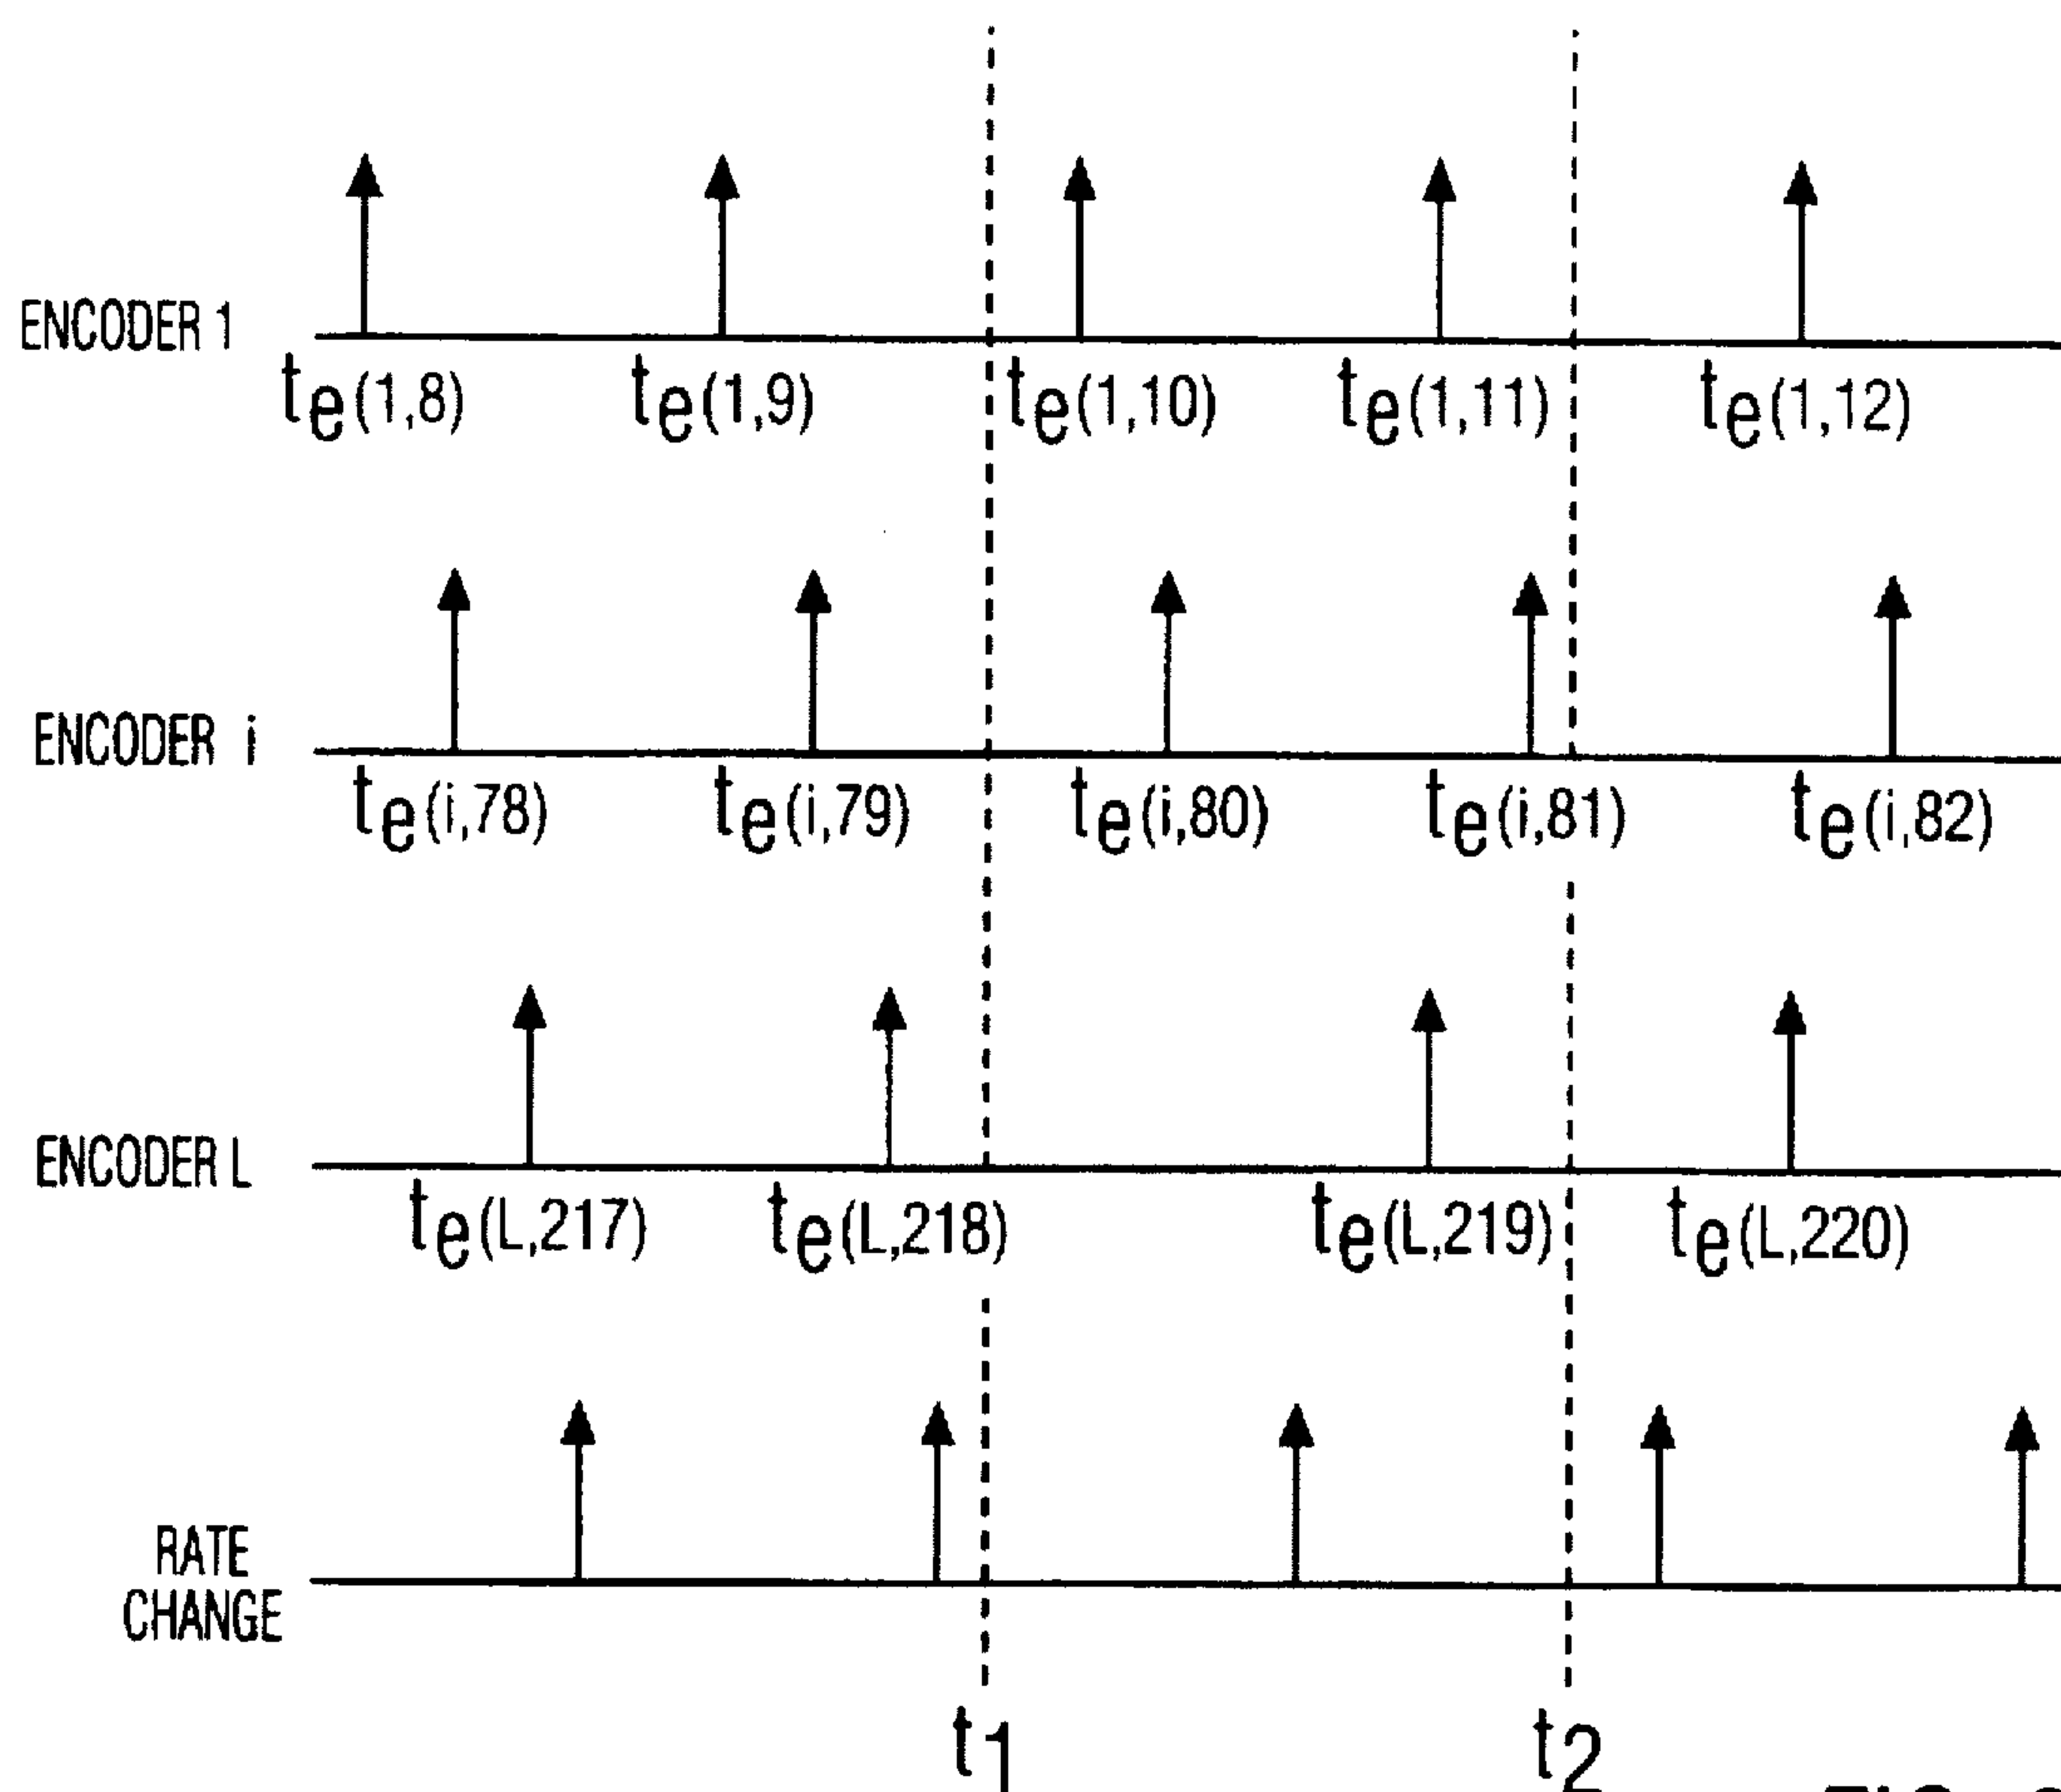 ENCODER 1
te(1,8) te(1,9) te(1,10) te(1,11) te(1,12)
ENCODER i
te(i,78) te(i,79) te(i,80) te(i,81) te(i,82)
ENCODER L
te(L,217) te(L,218) te(L,219) te(L,220)
RATE
CHANGE
t1 t2